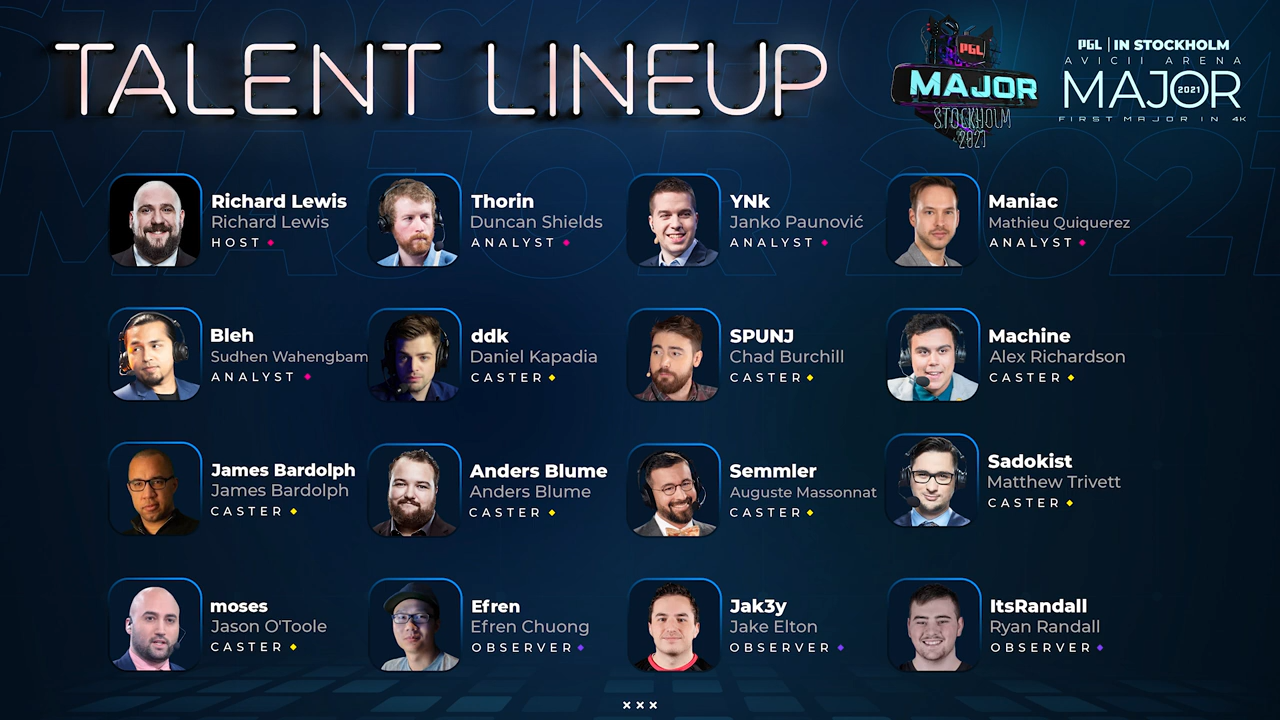 TALENT LINEUP
PGL
MAJOR
STOCKHOLM
2021
PGL | IN STOCKHOLM
AVICII ARENA
MAJOR 2021
FIRST MAJOR IN 4K
Richard Lewis
Richard Lewis
HOST
Thorin
Duncan Shields
ANALYST
YNk
Janko Paunović
ANALYST
Maniac
Mathieu Quiquerez
ANALYST
Bleh
Sudhen Wahengbam
ANALYST
ddk
Daniel Kapadia
CASTER
SPUNJ
Chad Burchill
CASTER
Machine
Alex Richardson
CASTER
James Bardolph
James Bardolph
CASTER
Anders Blume
Anders Blume
CASTER
Semmler
Auguste Massonnat
CASTER
Sadokist
Matthew Trivett
CASTER
moses
Jason O'Toole
CASTER
Efren
Efren Chuong
OBSERVER
Jak3y
Jake Elton
OBSERVER
ItsRandall
Ryan Randall
OBSERVER